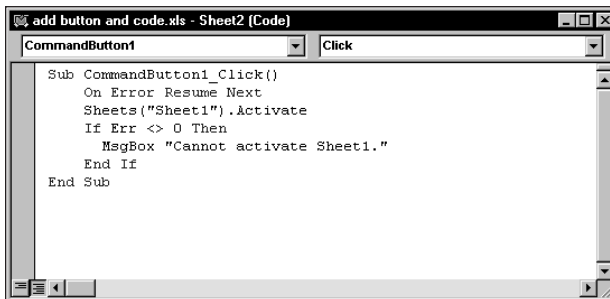 add button and code.xls - Sheet2 (Code)
CommandButton1 Click
Sub CommandButton1_Click()
    On Error Resume Next
    Sheets("Sheet1").Activate
    If Err <> 0 Then
      MsgBox "Cannot activate Sheet1."
    End If
End Sub